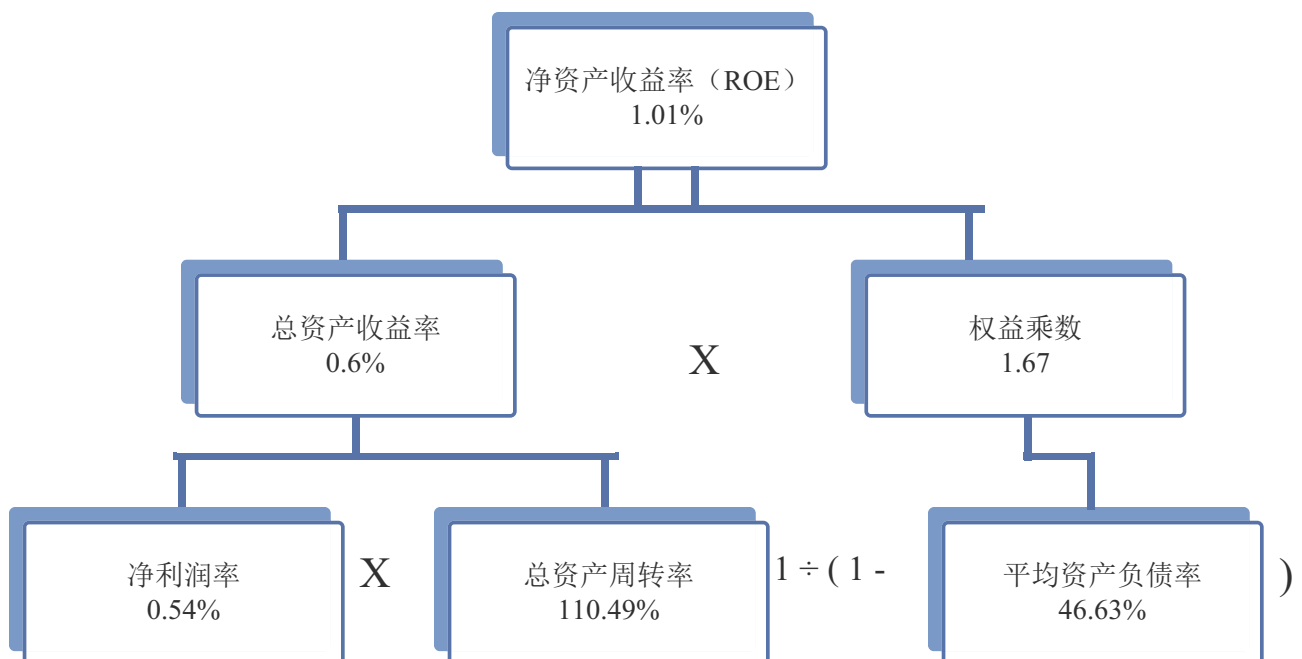 净资产收益率（ROE）
1.01%
总资产收益率
0.6%
X
权益乘数
1.67
净利润率
0.54%
X
总资产周转率
110.49%
1 ÷ ( 1 -
平均资产负债率
46.63%
)